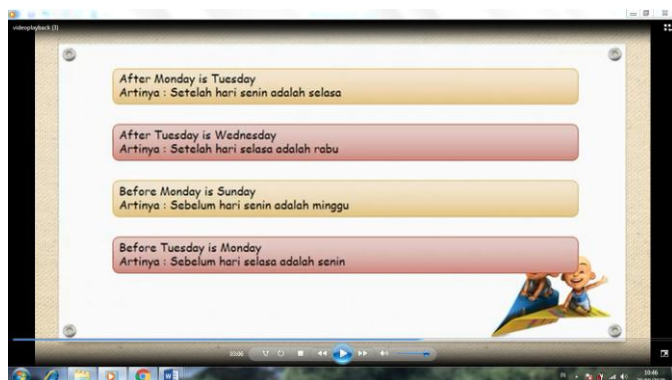 videoplayback (3)
After Monday is Tuesday
Artinya : Setelah hari senin adalah selasa
After Tuesday is Wednesday
Artinya : Setelah hari selasa adalah rabu
Before Monday is Sunday
Artinya : Sebelum hari senin adalah minggu
Before Tuesday is Monday
Artinya : Sebelum hari selasa adalah senin
03:06
10:46